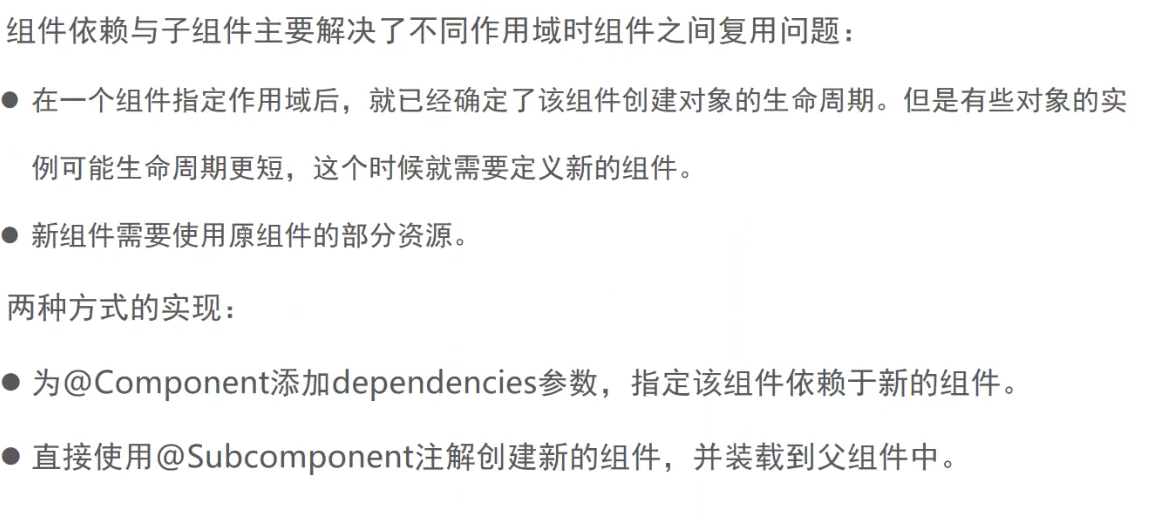 组件依赖与子组件主要解决了不同作用域时组件之间复用问题：
● 在一个组件指定作用域后，就已经确定了该组件创建对象的生命周期。但是有些对象的实
例可能生命周期更短，这个时候就需要定义新的组件。
● 新组件需要使用原组件的部分资源。
两种方式的实现：
● 为@Component添加dependencies参数，指定该组件依赖于新的组件。
● 直接使用@Subcomponent注解创建新的组件，并装载到父组件中。